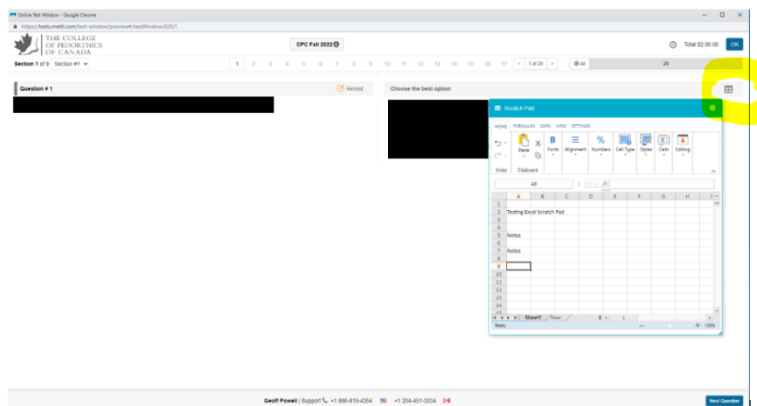 Online Test Window - Google Chrome
https://tests.mettl.com/test-window/preview#/testWindow/0/0/1
THE COLLEGE
OF PEDORTHICS
OF CANADA
CPC Fall 2022
Total 02:56:00
OK
Section 1 of 9 Section #1
1 2 3 4 5 6 7 8 9 10 11 12 13 14 15 16 17
1 of 20
All
20
Question # 1
Revisit
Choose the best option
Scratch Pad
HOME FORMULAS DATA VIEW SETTINGS
Paste
Fonts Alignment Numbers Cell Type Styles Cells Editing
Undo Clipboard
A9
A B C D E F G H I
1
2 Testing Excel Scratch Pad
3
4
5 Notes
6
7 Notes
8
9
10
11
12
13
14
Sheet1
Ready
100%
Geoff Powell | Support +1 866-819-4354 +1 204-451-3334
Next Question